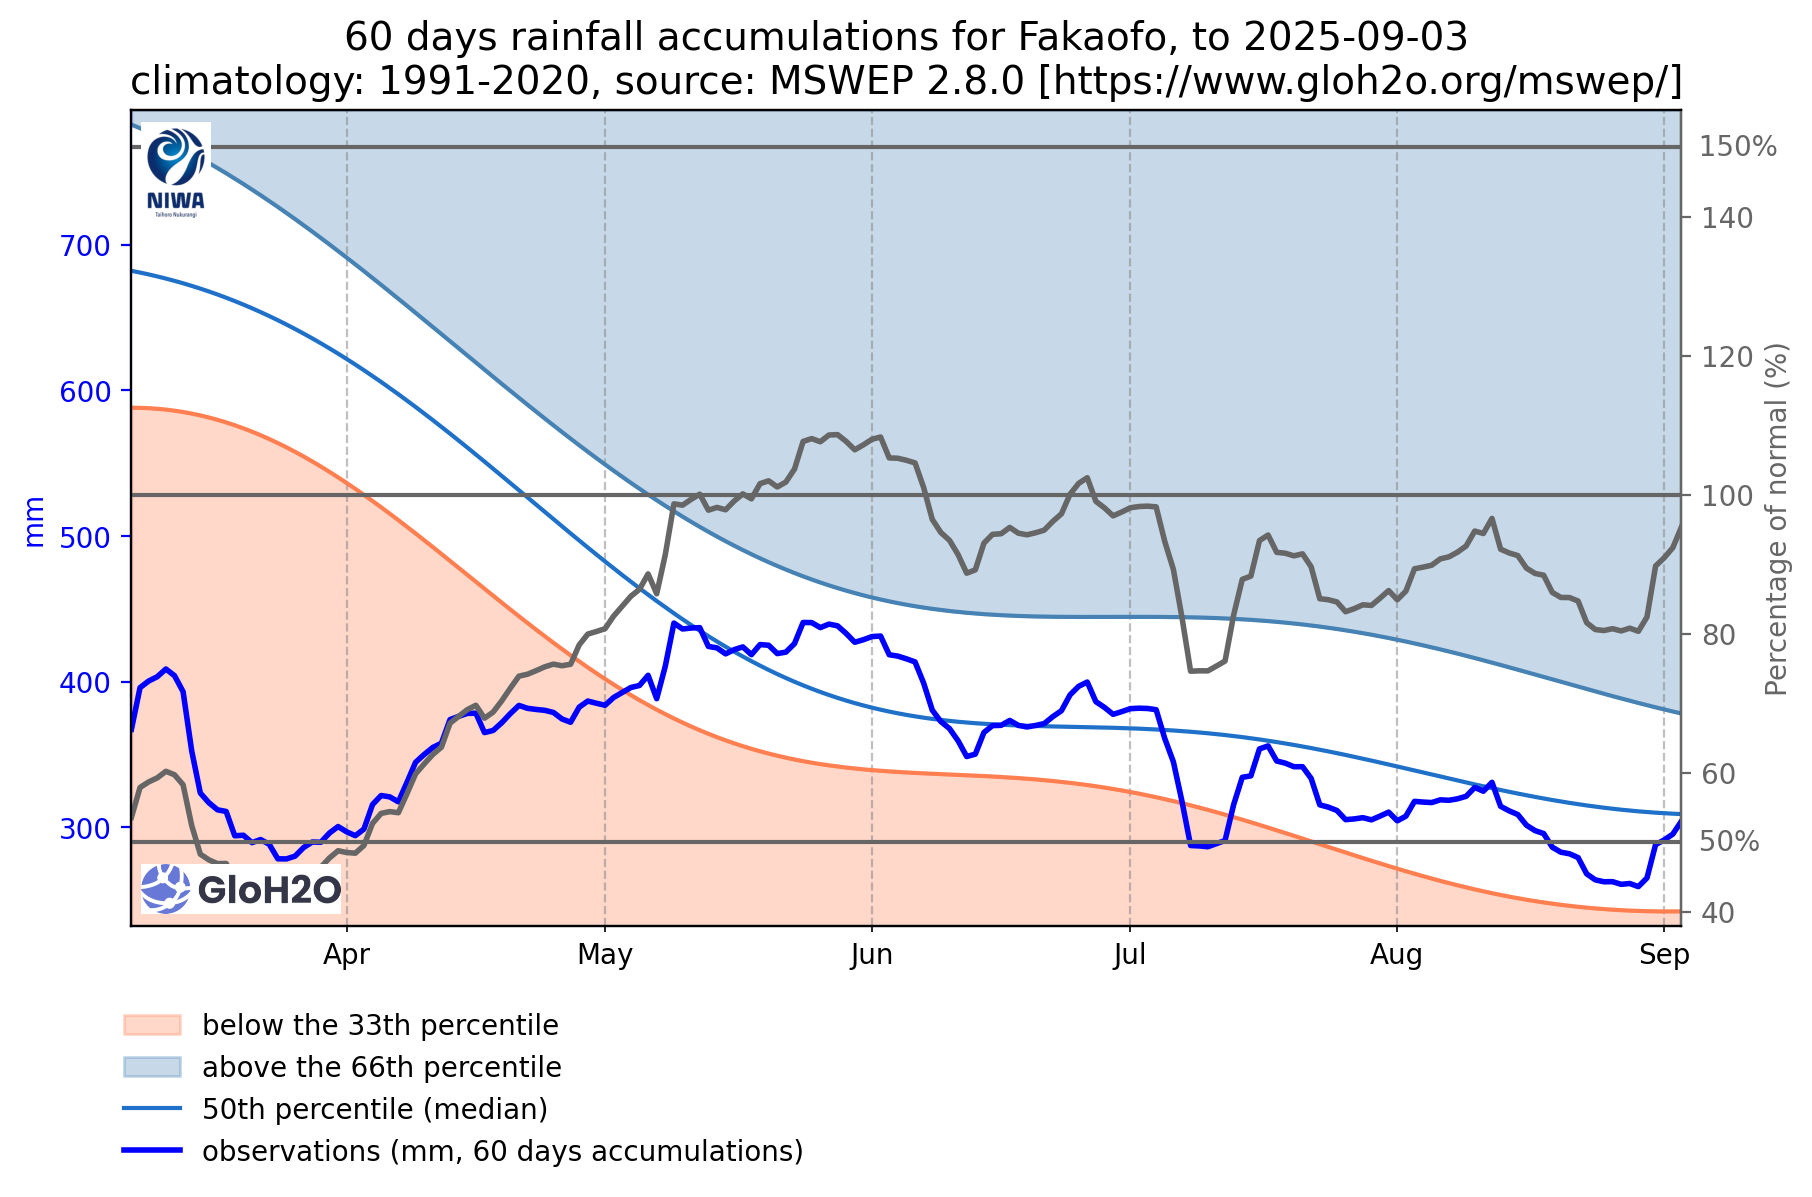 60 days rainfall accumulations for Fakaofo, to 2025-09-03
climatology: 1991-2020, source: MSWEP 2.8.0 [https://www.gloh2o.org/mswep/]
NIWA
Taihoro Nukurangi
150%
140
120
100
80
60
50%
40
Percentage of normal (%)
700
600
500
400
300
mm
GloH2O
Apr May Jun Jul Aug Sep
below the 33th percentile
above the 66th percentile
50th percentile (median)
observations (mm, 60 days accumulations)